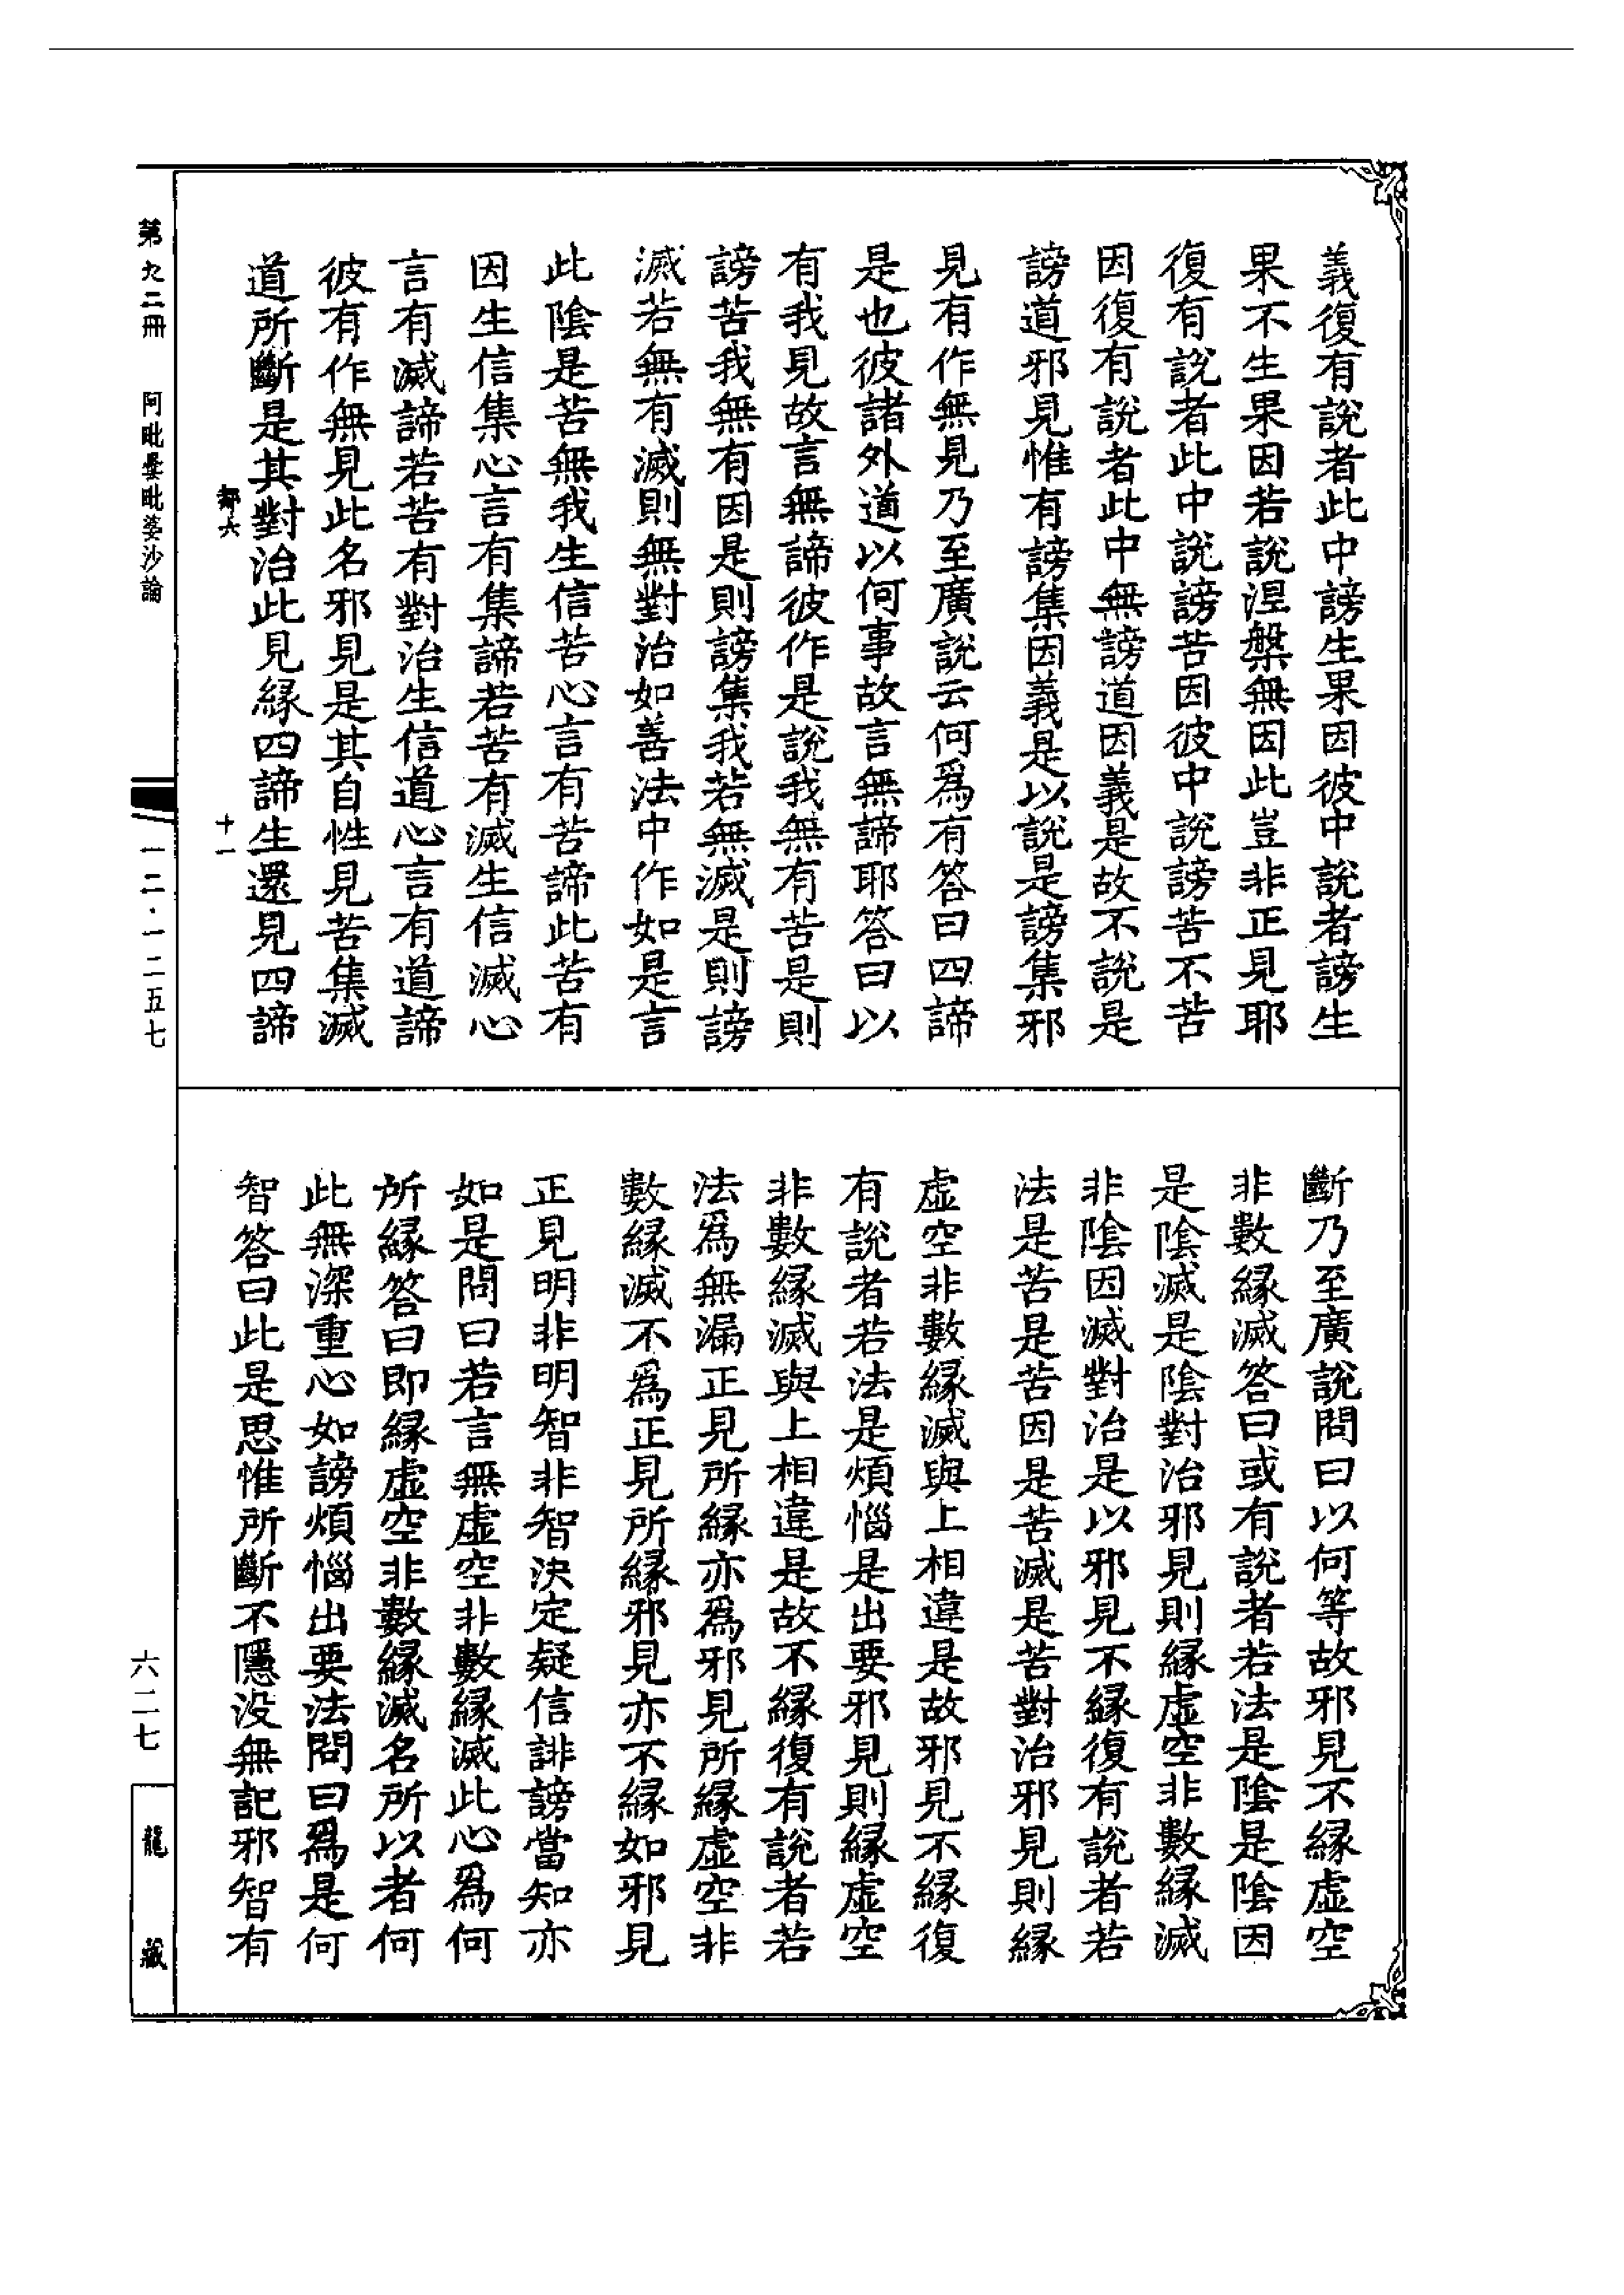 義復有說者此中謗生果因彼中說者謗生
果不生果因若說涅槃無因此豈非正見耶
復有說者此中說謗苦因彼中說謗苦不苦
因復有說者此中無謗道因義是故不說是
謗道邪見惟有謗集因義是以說是謗集邪
見有作無見乃至廣說云何爲有答曰四諦
是也彼諸外道以何事故言無諦耶答曰以
有我見故言無諦彼作是說我無有苦是則
謗苦我無有因是則謗集我若無滅是則謗
滅若無有滅則無對治如善法中作如是言
此陰是苦無我生信苦心言有苦諦此苦有
因生信集心言有集諦若苦有滅生信滅心
言有滅諦若苦有對治生信道心言有道諦
彼有作無見此名邪見是其自性見苦集滅
道所斷是其對治此見緣四諦生還見四諦
十一
斷乃至廣說問曰以何等故邪見不緣虛空
非數緣滅答曰或有說者若法是陰是陰因
是陰滅是陰對治邪見則緣虛空非數緣滅
非陰因滅對治是以邪見不緣復有說者若
法是苦是苦因是苦滅是苦對治邪見則緣
虛空非數緣滅與上相違是故邪見不緣復
有說者若法是煩惱是出要邪見則緣虛空
非數緣滅與上相違是故不緣復有說者若
法爲無漏正見所緣亦爲邪見所緣虛空非
數緣滅不爲正見所緣邪見亦不緣如邪見
正見明非明智非智決定疑信誹謗當知亦
如是問曰若言無虛空非數緣滅此心爲何
所緣答曰即緣虛空非數緣滅名所以者何
此無深重心如謗煩惱出要法問曰爲是何
智答曰此是思惟所斷不隱没無記邪智有
第九二冊
阿毗曇毗婆沙論
一二·一二五七
六二七
龍藏